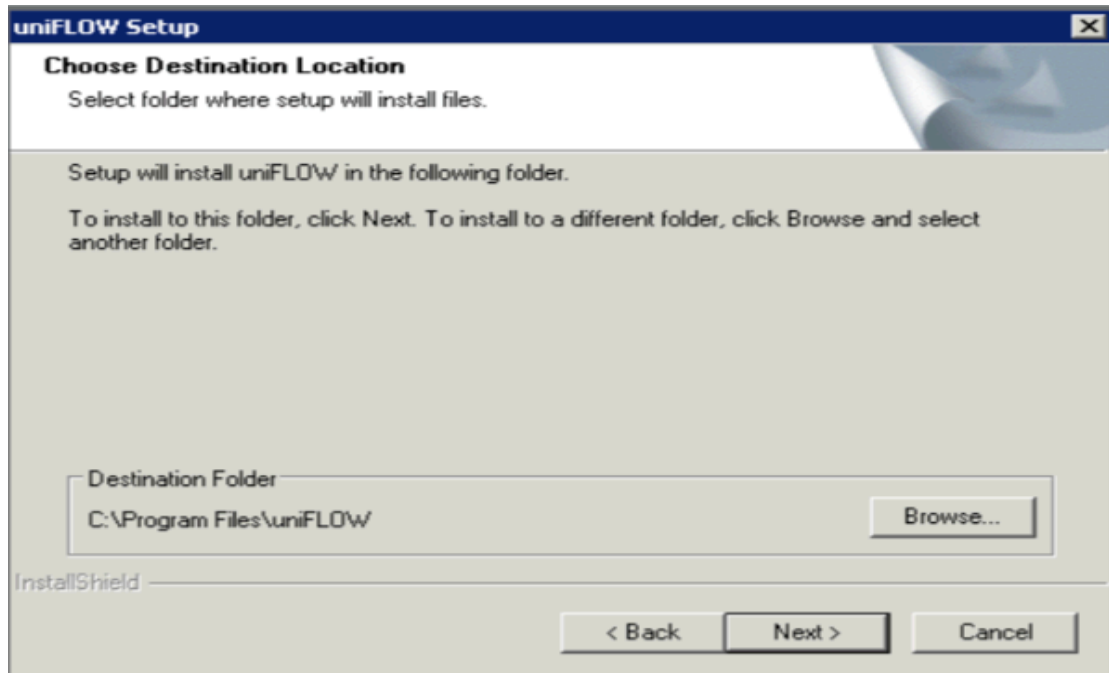 uniFLOW Setup
Choose Destination Location
Select folder where setup will install files.
Setup will install uniFLOW in the following folder.
To install to this folder, click Next. To install to a different folder, click Browse and select
another folder.
Destination Folder
C:\Program Files\uniFLOW
Browse...
InstallShield
< Back
Next >
Cancel